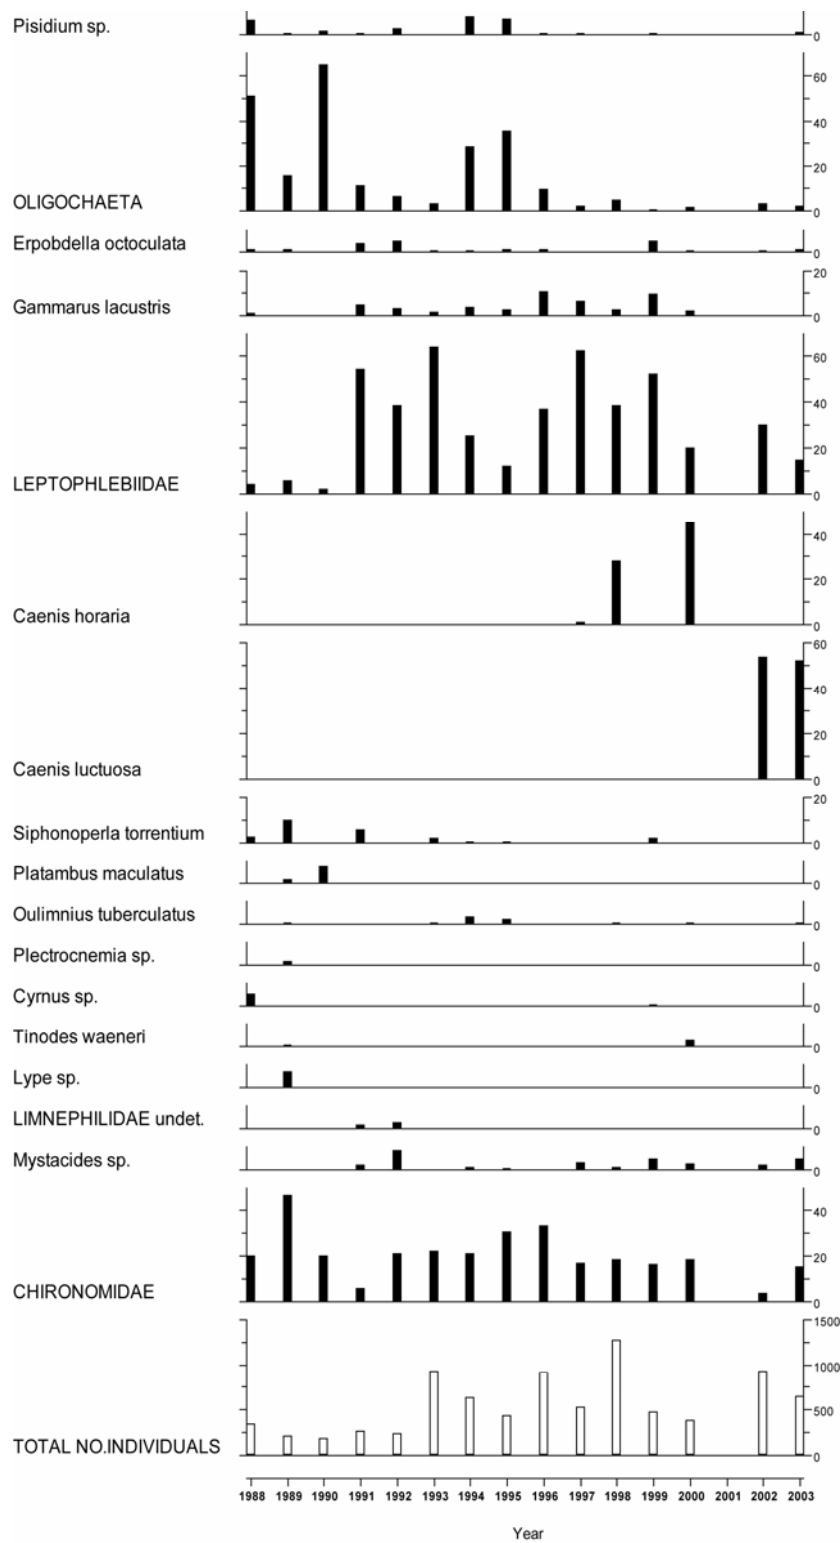 Pisidium sp.
0
60
40
20
OLIGOCHAETA
0
Erpobdella octoculata
0
20
Gammarus lacustris
0
60
40
20
LEPTOPHLEBIIDAE
0
40
20
Caenis horaria
0
60
40
20
Caenis luctuosa
0
20
Siphonoperla torrentium
0
Platambus maculatus
0
Oulimnius tuberculatus
0
Plectrocnemia sp.
0
Cyrnus sp.
0
Tinodes waeneri
0
Lype sp.
0
LIMNEPHILIDAE undet.
0
Mystacides sp.
0
40
20
CHIRONOMIDAE
0
1500
1000
500
TOTAL NO.INDIVIDUALS
0
1988 1989 1990 1991 1992 1993 1994 1995 1996 1997 1998 1999 2000 2001 2002 2003
Year